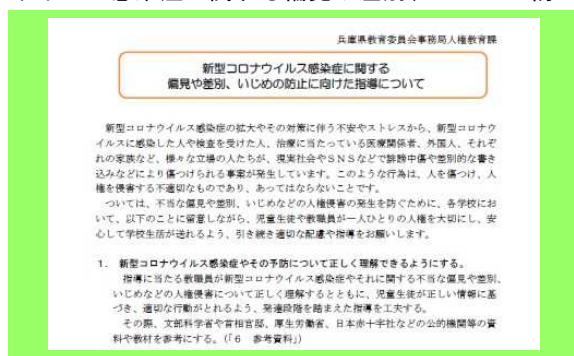 兵庫県教育委員会事務局人権教育課
新型コロナウイルス感染症に関する
偏見や差別、いじめの防止に向けた指導について
新型コロナウイルス感染症の拡大やその対策に伴う不安やストレスから、新型コロナウ
イルスに感染した人や検査を受けた人、治療に当たっている医療関係者、外国人、それぞ
れの家族など、様々な立場の人たちが、現実社会やＳＮＳなどで誹謗中傷や差別的な書き
込みなどにより傷つけられる事案が発生しています。このような行為は、人を傷つけ、人
権を侵害する不適切なものであり、あってはならないことです。
ついては、不当な偏見や差別、いじめなどの人権侵害の発生を防ぐために、各学校にお
いて、以下のことに留意しながら、児童生徒や教職員が一人ひとりの人権を大切にし、安
心して学校生活が送れるよう、引き続き適切な配慮や指導をお願いします。
１． 新型コロナウイルス感染症やその予防について正しく理解できるようにする。
指導に当たる教職員が新型コロナウイルス感染症やそれに関する不当な偏見や差別、
いじめなどの人権侵害について正しく理解するとともに、児童生徒が正しい情報に基
づき、適切な行動がとれるよう、発達段階を踏まえた指導を工夫する。
その際、文部科学省や首相官邸、厚生労働省、日本赤十字社などの公的機関等の資
料や教材を参考にする。（「６ 参考資料」）